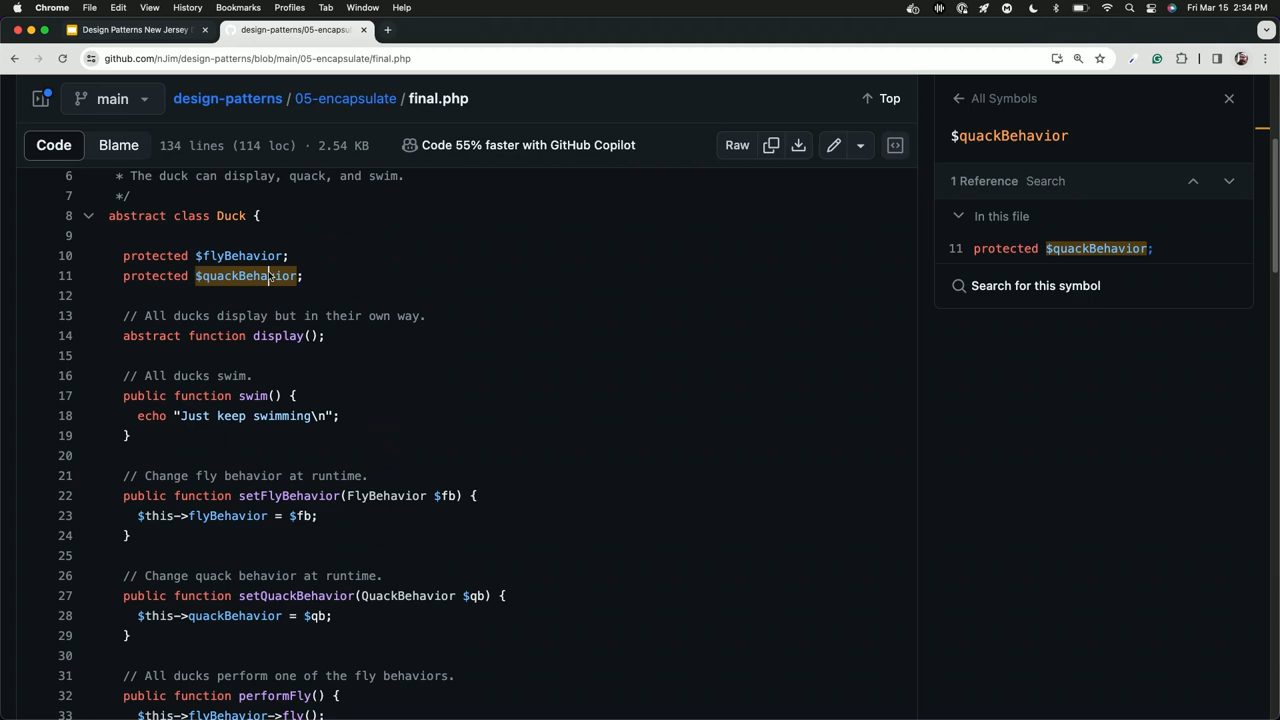 Chrome File Edit View History Bookmarks Profiles Tab Window Help Fri Mar 15 2:34 PM
Design Patterns New Jersey design-patterns/05-encapsula
github.com/nJim/design-patterns/blob/main/05-encapsulate/final.php
main design-patterns / 05-encapsulate / final.php Top
Code Blame 134 lines (114 loc) · 2.54 KB Code 55% faster with GitHub Copilot Raw
6 * The duck can display, quack, and swim.
7 */
8 abstract class Duck {
9
10 protected $flyBehavior;
11 protected $quackBehavior;
12
13 // All ducks display but in their own way.
14 abstract function display();
15
16 // All ducks swim.
17 public function swim() {
18 echo "Just keep swimming\n";
19 }
20
21 // Change fly behavior at runtime.
22 public function setFlyBehavior(FlyBehavior $fb) {
23 $this->flyBehavior = $fb;
24 }
25
26 // Change quack behavior at runtime.
27 public function setQuackBehavior(QuackBehavior $qb) {
28 $this->quackBehavior = $qb;
29 }
30
31 // All ducks perform one of the fly behaviors.
32 public function performFly() {
33 $this->flyBehavior->fly();
All Symbols
$quackBehavior
1 Reference Search
In this file
11 protected $quackBehavior;
Search for this symbol